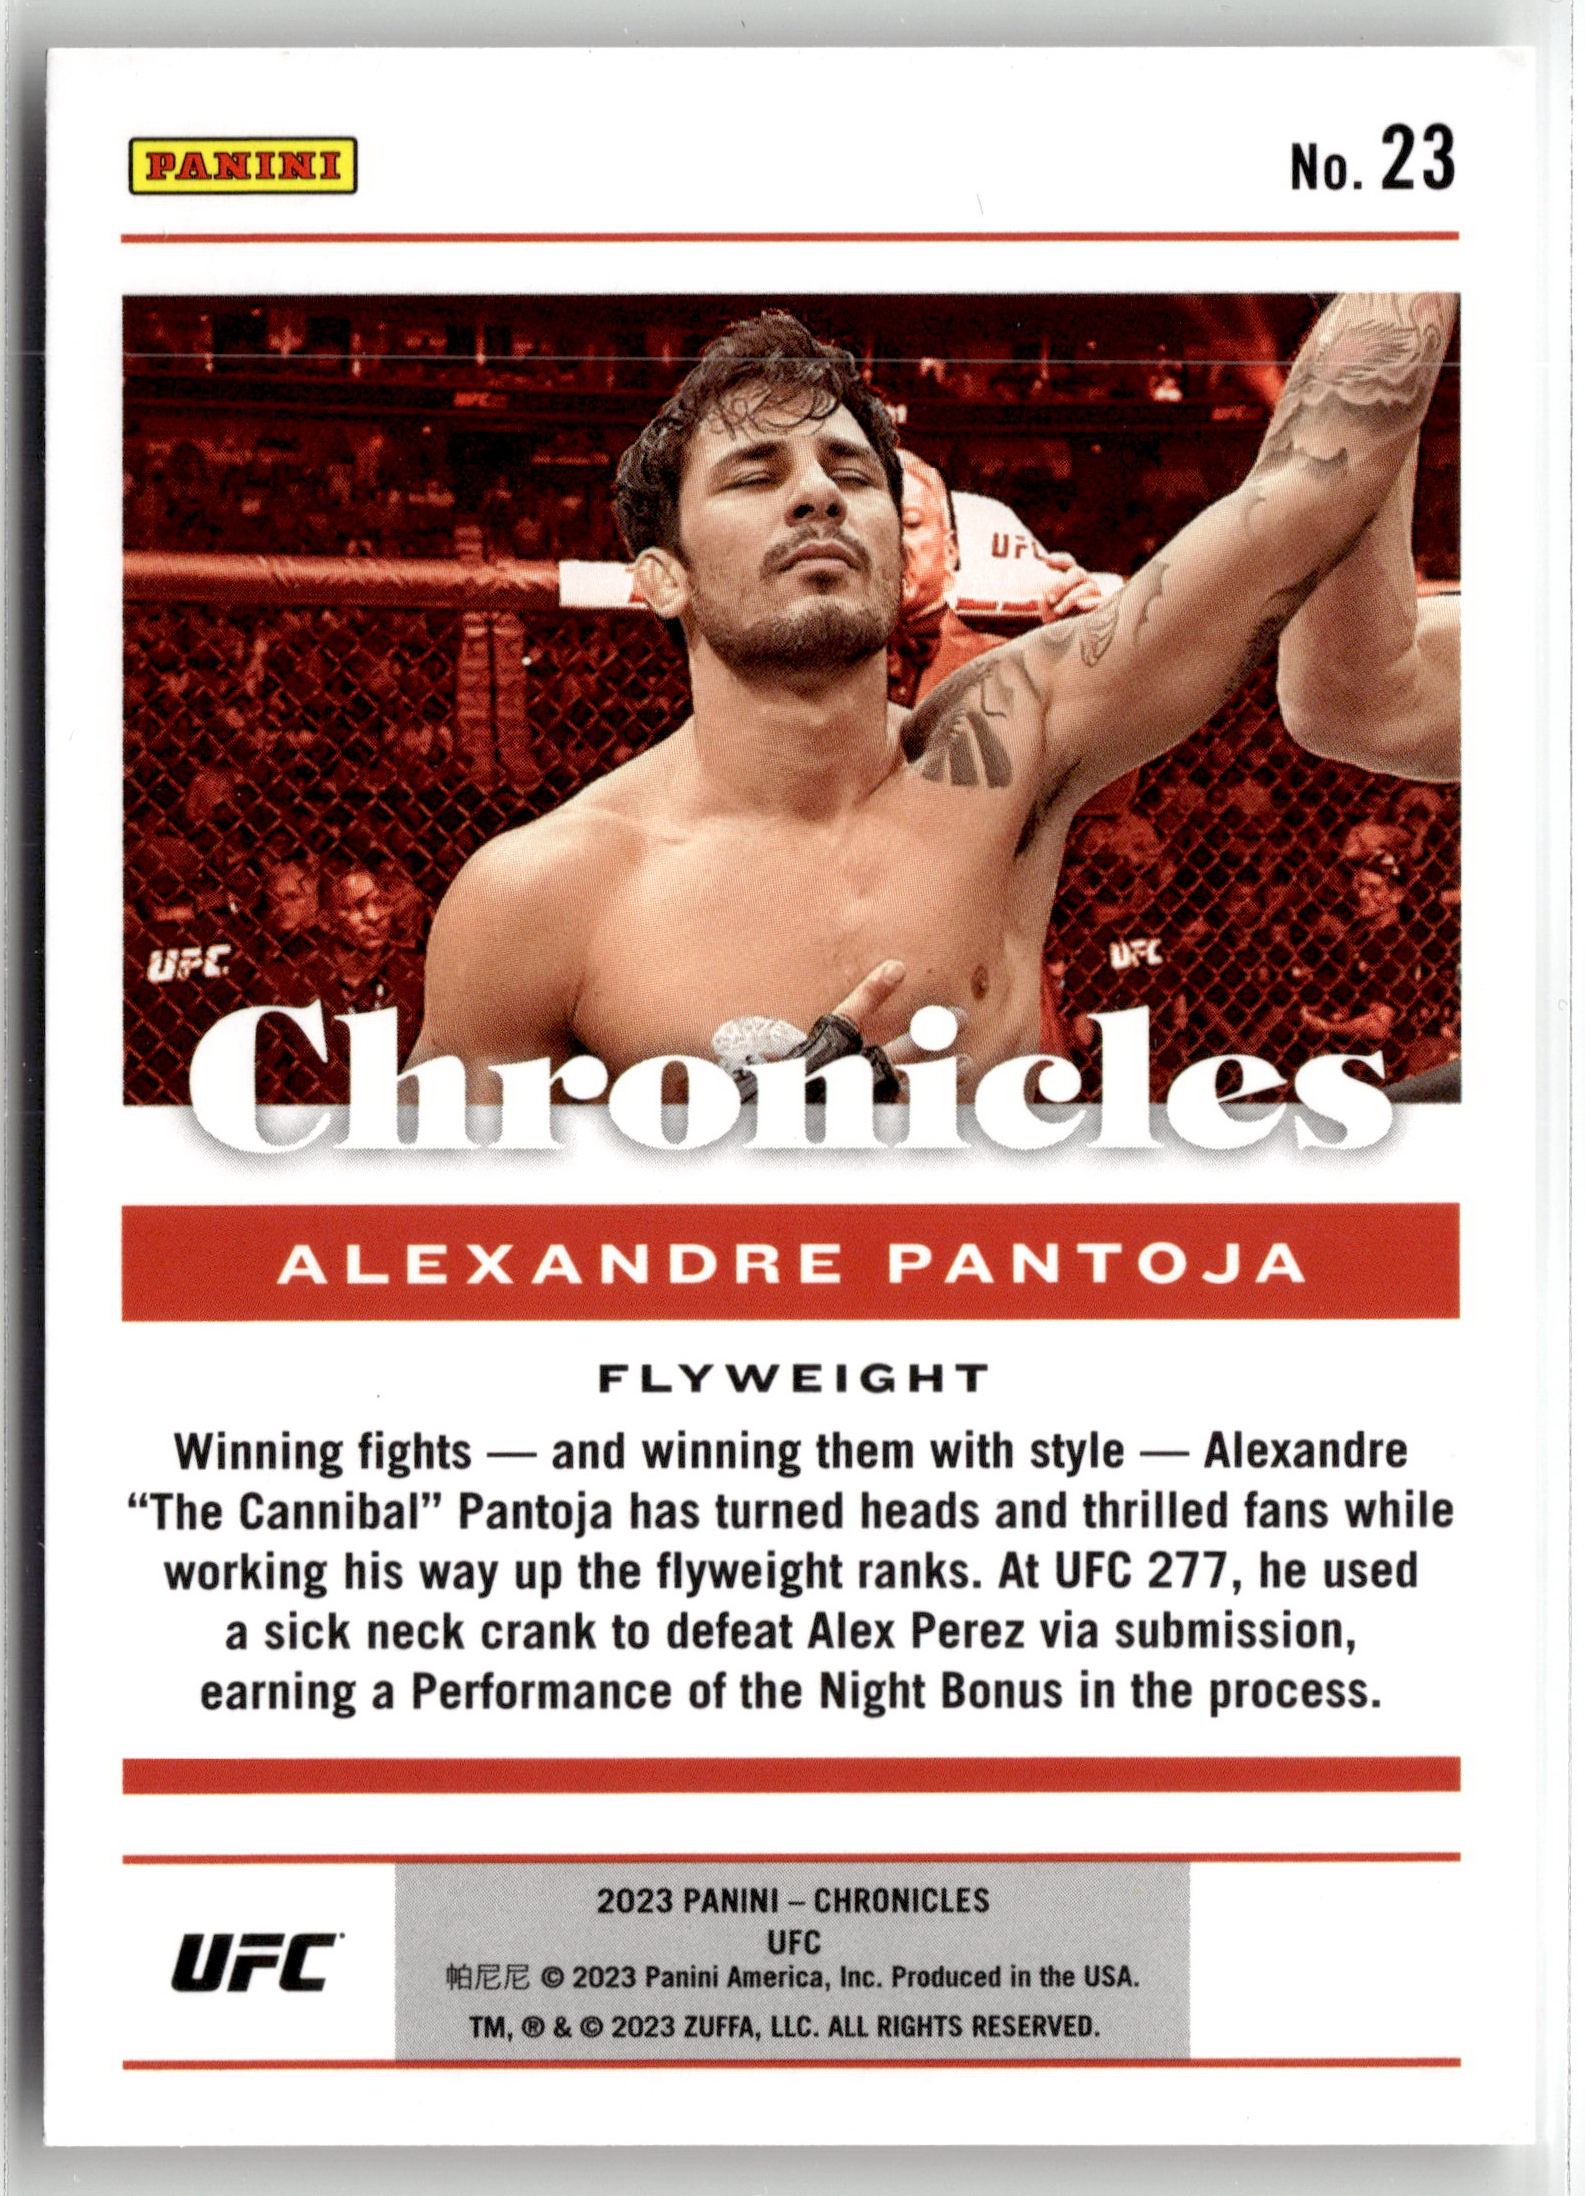 PANINI
No. 23
UFC
UFC
UFC
Chronicles
ALEXANDRE PANTOJA
FLYWEIGHT
Winning fights — and winning them with style — Alexandre
“The Cannibal” Pantoja has turned heads and thrilled fans while
working his way up the flyweight ranks. At UFC 277, he used
a sick neck crank to defeat Alex Perez via submission,
earning a Performance of the Night Bonus in the process.
UFC
2023 PANINI – CHRONICLES
UFC
帕尼尼 © 2023 Panini America, Inc. Produced in the USA.
TM, ® & © 2023 ZUFFA, LLC. ALL RIGHTS RESERVED.